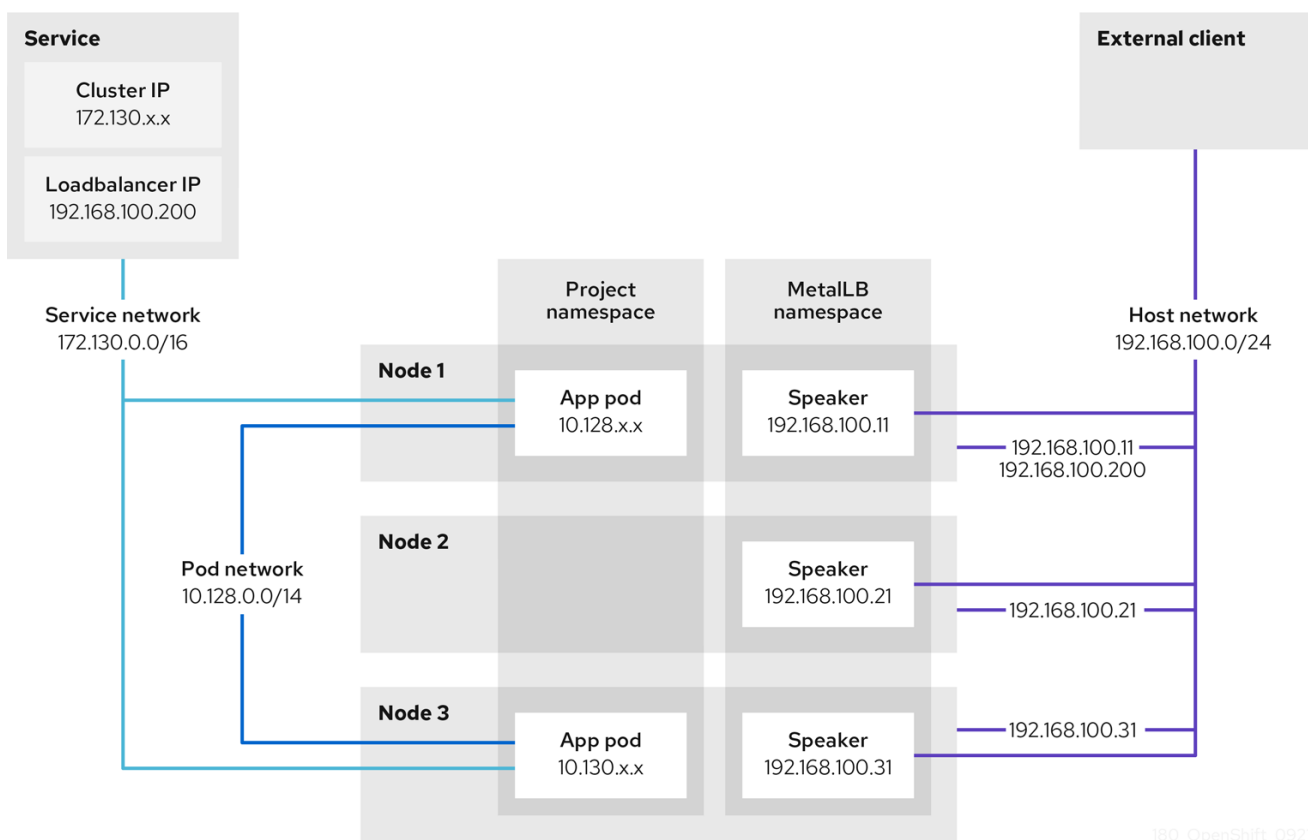 Service
Cluster IP
172.130.x.x
Loadbalancer IP
192.168.100.200
Service network
172.130.0.0/16
External client
Host network
192.168.100.0/24
Project
namespace
MetalLB
namespace
Node 1
App pod
10.128.x.x
Speaker
192.168.100.11
192.168.100.11
192.168.100.200
Pod network
10.128.0.0/14
Node 2
Speaker
192.168.100.21
192.168.100.21
Node 3
App pod
10.130.x.x
Speaker
192.168.100.31
192.168.100.31
180_OpenShift